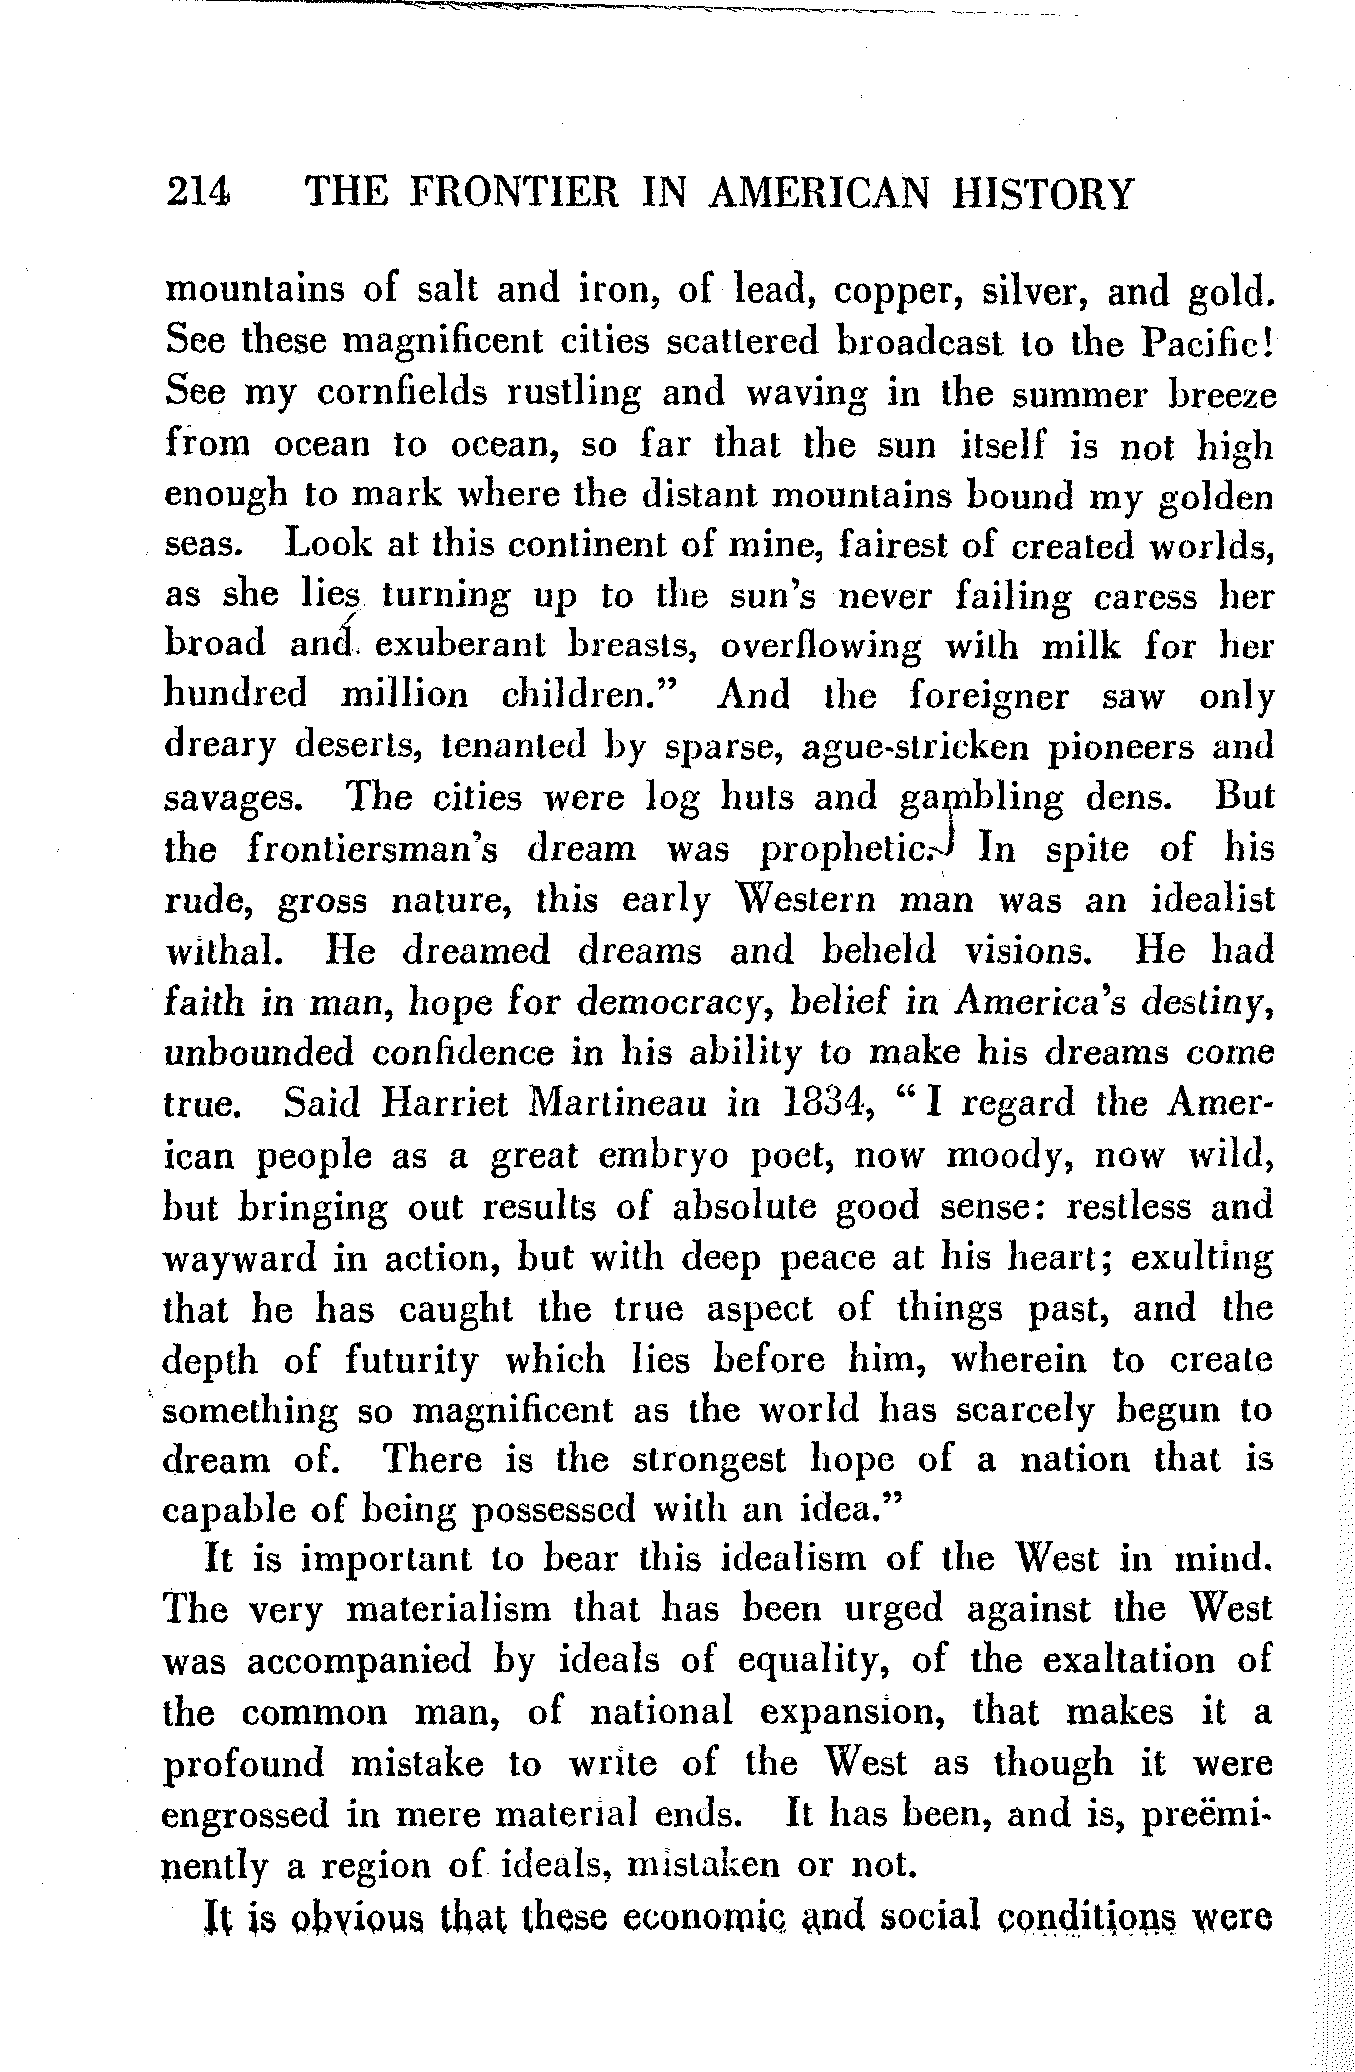 214 THE FRONTIER IN AMERICAN HISTORY
mountains of salt and iron, of lead, copper, silver, and gold.
See these magnificent cities scattered broadcast to the Pacific!
See my cornfields rustling and waving in the summer breeze
from ocean to ocean, so far that the sun itself is not high
enough to mark where the distant mountains bound my golden
seas. Look at this continent of mine, fairest of created worlds,
as she lies turning up to the sun's never failing caress her
broad and exuberant breasts, overflowing with milk for her
hundred million children." And the foreigner saw only
dreary deserts, tenanted by sparse, ague-stricken pioneers and
savages. The cities were log huts and gambling dens. But
the frontiersman's dream was prophetic. In spite of his
rude, gross nature, this early Western man was an idealist
withal. He dreamed dreams and beheld visions. He had
faith in man, hope for democracy, belief in America's destiny,
unbounded confidence in his ability to make his dreams come
true. Said Harriet Martineau in 1834, "I regard the Amer-
ican people as a great embryo poet, now moody, now wild,
but bringing out results of absolute good sense: restless and
wayward in action, but with deep peace at his heart; exulting
that he has caught the true aspect of things past, and the
depth of futurity which lies before him, wherein to create
something so magnificent as the world has scarcely begun to
dream of. There is the strongest hope of a nation that is
capable of being possessed with an idea."
It is important to bear this idealism of the West in mind.
The very materialism that has been urged against the West
was accompanied by ideals of equality, of the exaltation of
the common man, of national expansion, that makes it a
profound mistake to write of the West as though it were
engrossed in mere material ends. It has been, and is, preëmi-
nently a region of ideals, mistaken or not.
It is obvious that these economic and social conditions were